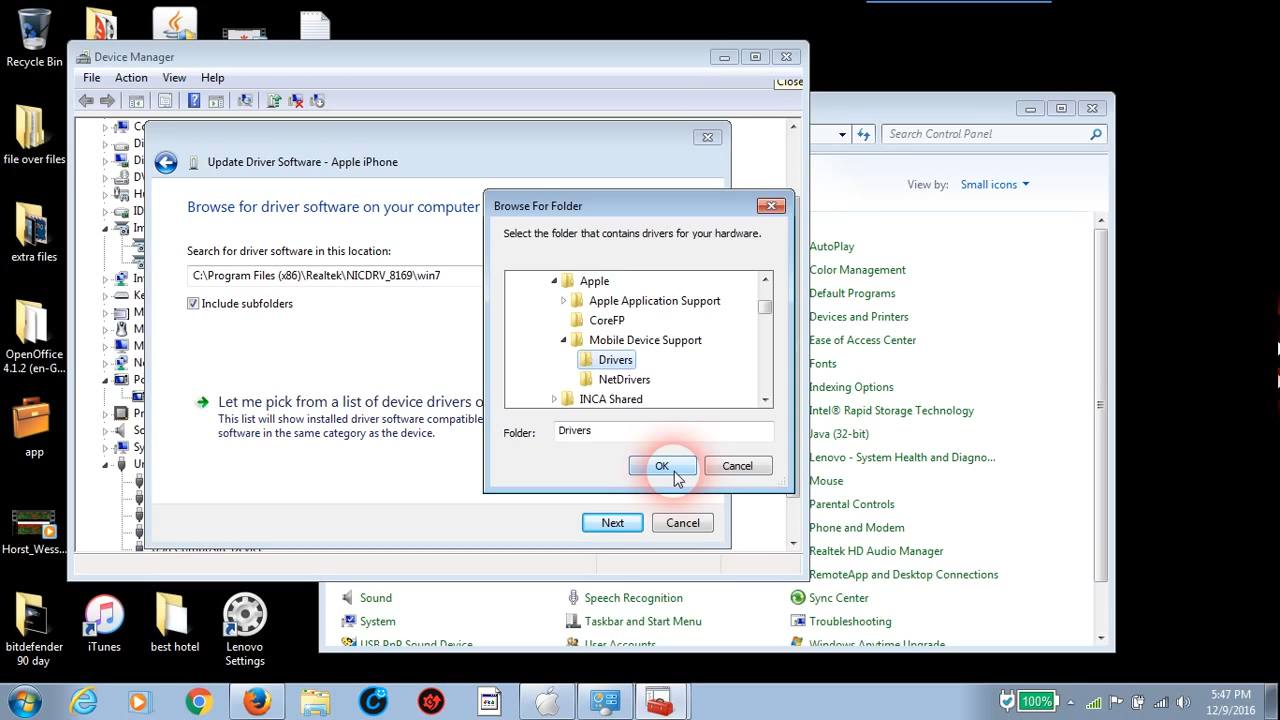 Recycle Bin
file over files
extra files
OpenOffice
4.1.2 (en-G...
app
Horst_Wess...
bitdefender
90 day
iTunes
best hotel
Lenovo
Settings
Device Manager
File Action View Help
Close
Update Driver Software - Apple iPhone
Browse for driver software on your computer
Search for driver software in this location:
C:\Program Files (x86)\Realtek\NICDRV_8169\win7
Include subfolders
Let me pick from a list of device drivers o
This list will show installed driver software compatible
software in the same category as the device.
Next
Cancel
Browse For Folder
Select the folder that contains drivers for your hardware.
Apple
Apple Application Support
CoreFP
Mobile Device Support
Drivers
NetDrivers
INCA Shared
Folder: Drivers
OK
Cancel
Search Control Panel
View by: Small icons
AutoPlay
Color Management
Default Programs
Devices and Printers
Ease of Access Center
Fonts
Indexing Options
Intel® Rapid Storage Technology
Java (32-bit)
Lenovo - System Health and Diagno...
Mouse
Parental Controls
Phone and Modem
Realtek HD Audio Manager
RemoteApp and Desktop Connections
Sound
Speech Recognition
Sync Center
System
Taskbar and Start Menu
Troubleshooting
USB PnP Sound Device
User Accounts
Windows Anytime Upgrade
100%
5:47 PM
12/9/2016